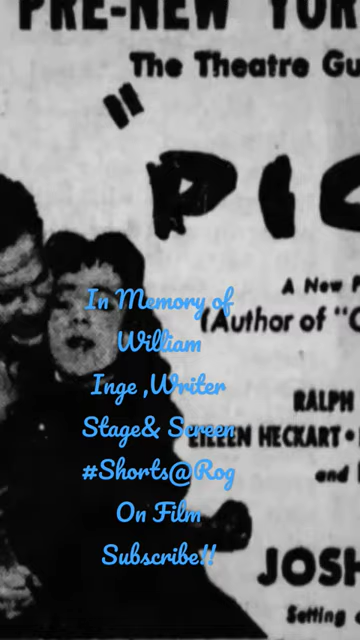 PRE-NEW YOR
The Theatre Gu
"PIC
A New P
(Author of "C
RALPH
EILEEN HECKART •
and
JOSH
Setting
In Memory of
William
Inge ,Writer
Stage& Screen
#Shorts@Rog
On Film
Subscribe!!